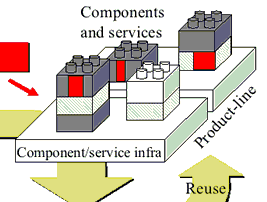 Components
and services
Product-line
Component/service infra
Reuse